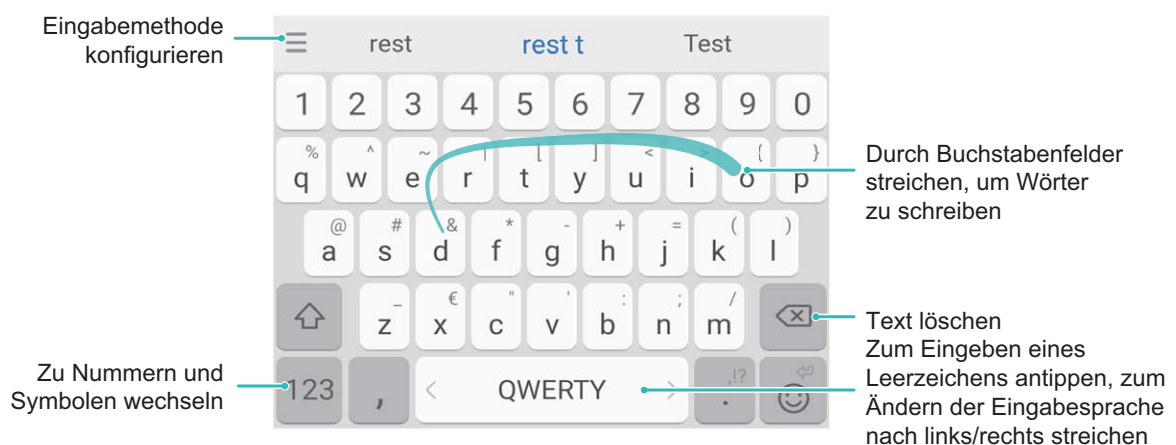 Eingabemethode
konfigurieren
rest rest t Test
1 2 3 4 5 6 7 8 9 0
% ^ ~ | [ ] < > { }
q w e r t y u i o p
Durch Buchstabenfelder
streichen, um Wörter
zu schreiben
@ # & * - + = ( )
a s d f g h j k l
_ € " ' : ; /
z x c v b n m
Text löschen
Zu Nummern und
Symbolen wechseln
123 , < QWERTY > ,!? .
Zum Eingeben eines
Leerzeichens antippen, zum
Ändern der Eingabesprache
nach links/rechts streichen